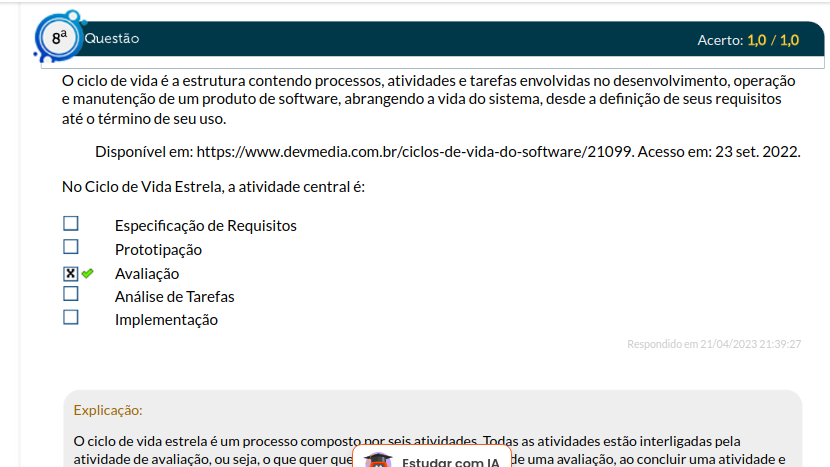 8ª Questão
Acerto: 1,0 / 1,0
O ciclo de vida é a estrutura contendo processos, atividades e tarefas envolvidas no desenvolvimento, operação
e manutenção de um produto de software, abrangendo a vida do sistema, desde a definição de seus requisitos
até o término de seu uso.
Disponível em: https://www.devmedia.com.br/ciclos-de-vida-do-software/21099. Acesso em: 23 set. 2022.
No Ciclo de Vida Estrela, a atividade central é:
Especificação de Requisitos
Prototipação
Avaliação
Análise de Tarefas
Implementação
Respondido em 21/04/2023 21:39:27
Explicação:
O ciclo de vida estrela é um processo composto por seis atividades. Todas as atividades estão interligadas pela
atividade de avaliação, ou seja, o que quer que de uma avaliação, ao concluir uma atividade e
Estudar com IA